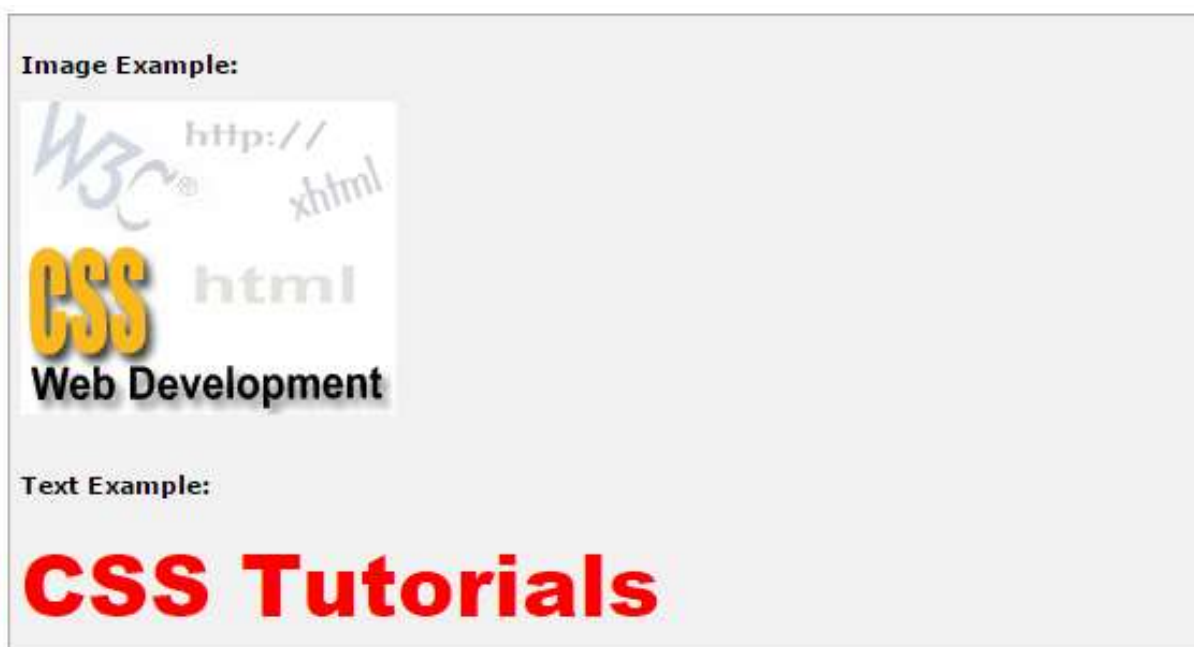 Image Example:
W3C®
http://
xhtml
CSS
html
Web Development
Text Example:
CSS Tutorials